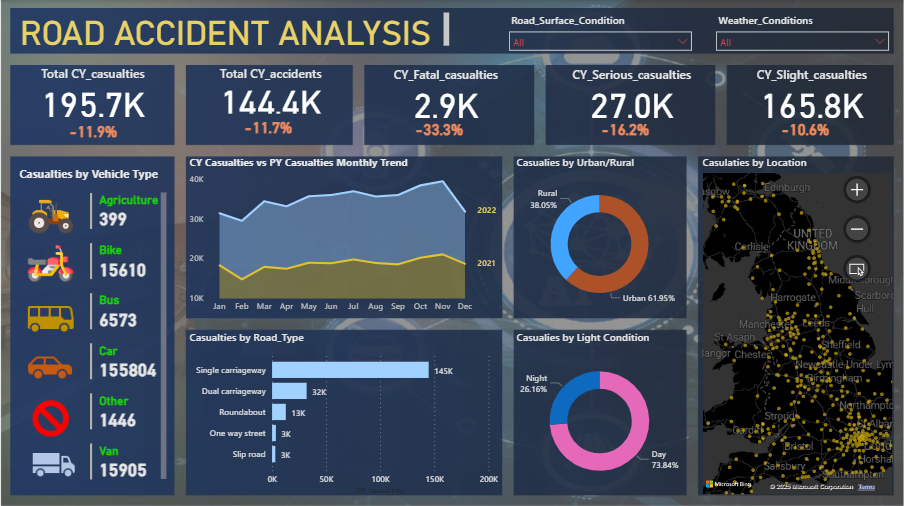 ROAD ACCIDENT ANALYSIS
Road_Surface_Condition
All
Weather_Conditions
All
Total CY_casualties
195.7K
-11.9%
Total CY_accidents
144.4K
-11.7%
CY_Fatal_casualties
2.9K
-33.3%
CY_Serious_casualties
27.0K
-16.2%
CY_Slight_casualties
165.8K
-10.6%
Casualties by Vehicle Type
Agriculture
399
Bike
15610
Bus
6573
Car
155804
Other
1446
Van
15905
CY Casualties vs PY Casualties Monthly Trend
40K
30K
20K
10K
2022
2021
Jan Feb Mar Apr May Jun Jul Aug Sep Oct Nov Dec
Casualties by Road_Type
Single carriageway 145K
Dual carriageway 32K
Roundabout 13K
One way street 3K
Slip road 3K
0K 50K 100K 150K 200K
Casualies by Urban/Rural
Rural
38.05%
Urban 61.95%
Casualies by Light Condition
Night
26.16%
Day
73.84%
Casulaties by Location
Edinburgh
UNITED
KINGDOM
Carlisle
Harrogate
Hull
Leeds
St Asaph
Chester
Sheffield
Birmingham
Bristol
Salisbury
Microsoft Bing
© 2025 Microsoft Corporation Terms